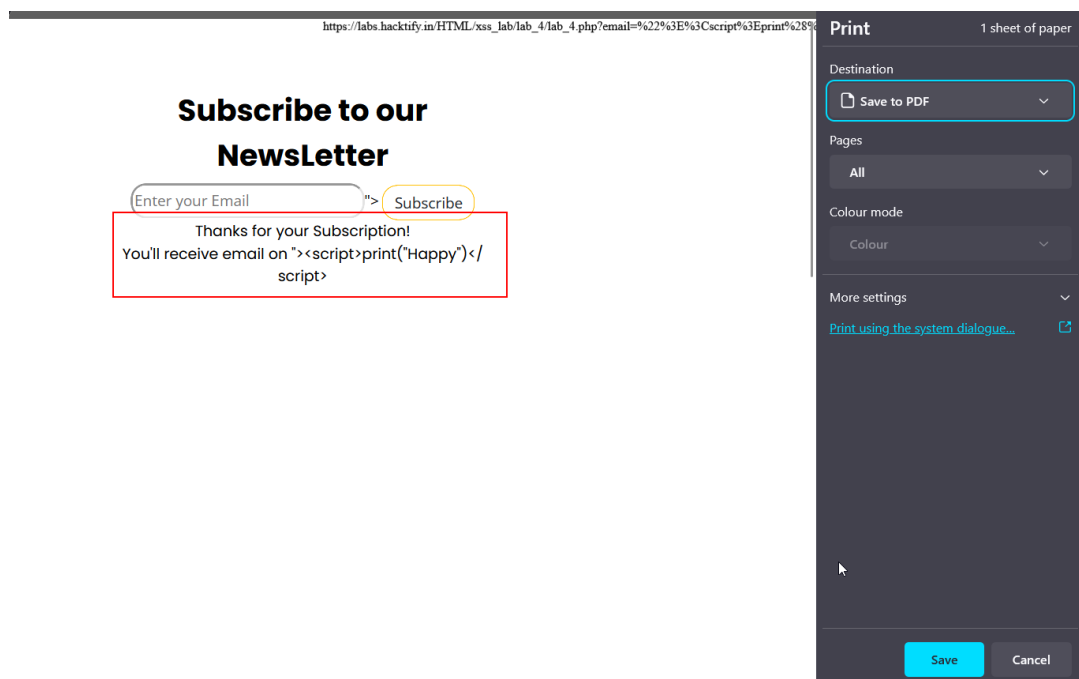 https://labs.hacktify.in/HTML/xss_lab/lab_4/lab_4.php?email=%22%3E%3Cscript%3Eprint%28%
Print
1 sheet of paper
Destination
Save to PDF
Pages
All
Colour mode
Colour
More settings
Print using the system dialogue...
Save
Cancel
Subscribe to our
NewsLetter
Enter your Email
">
Subscribe
Thanks for your Subscription!
You'll receive email on "><script>print("Happy")</
script>